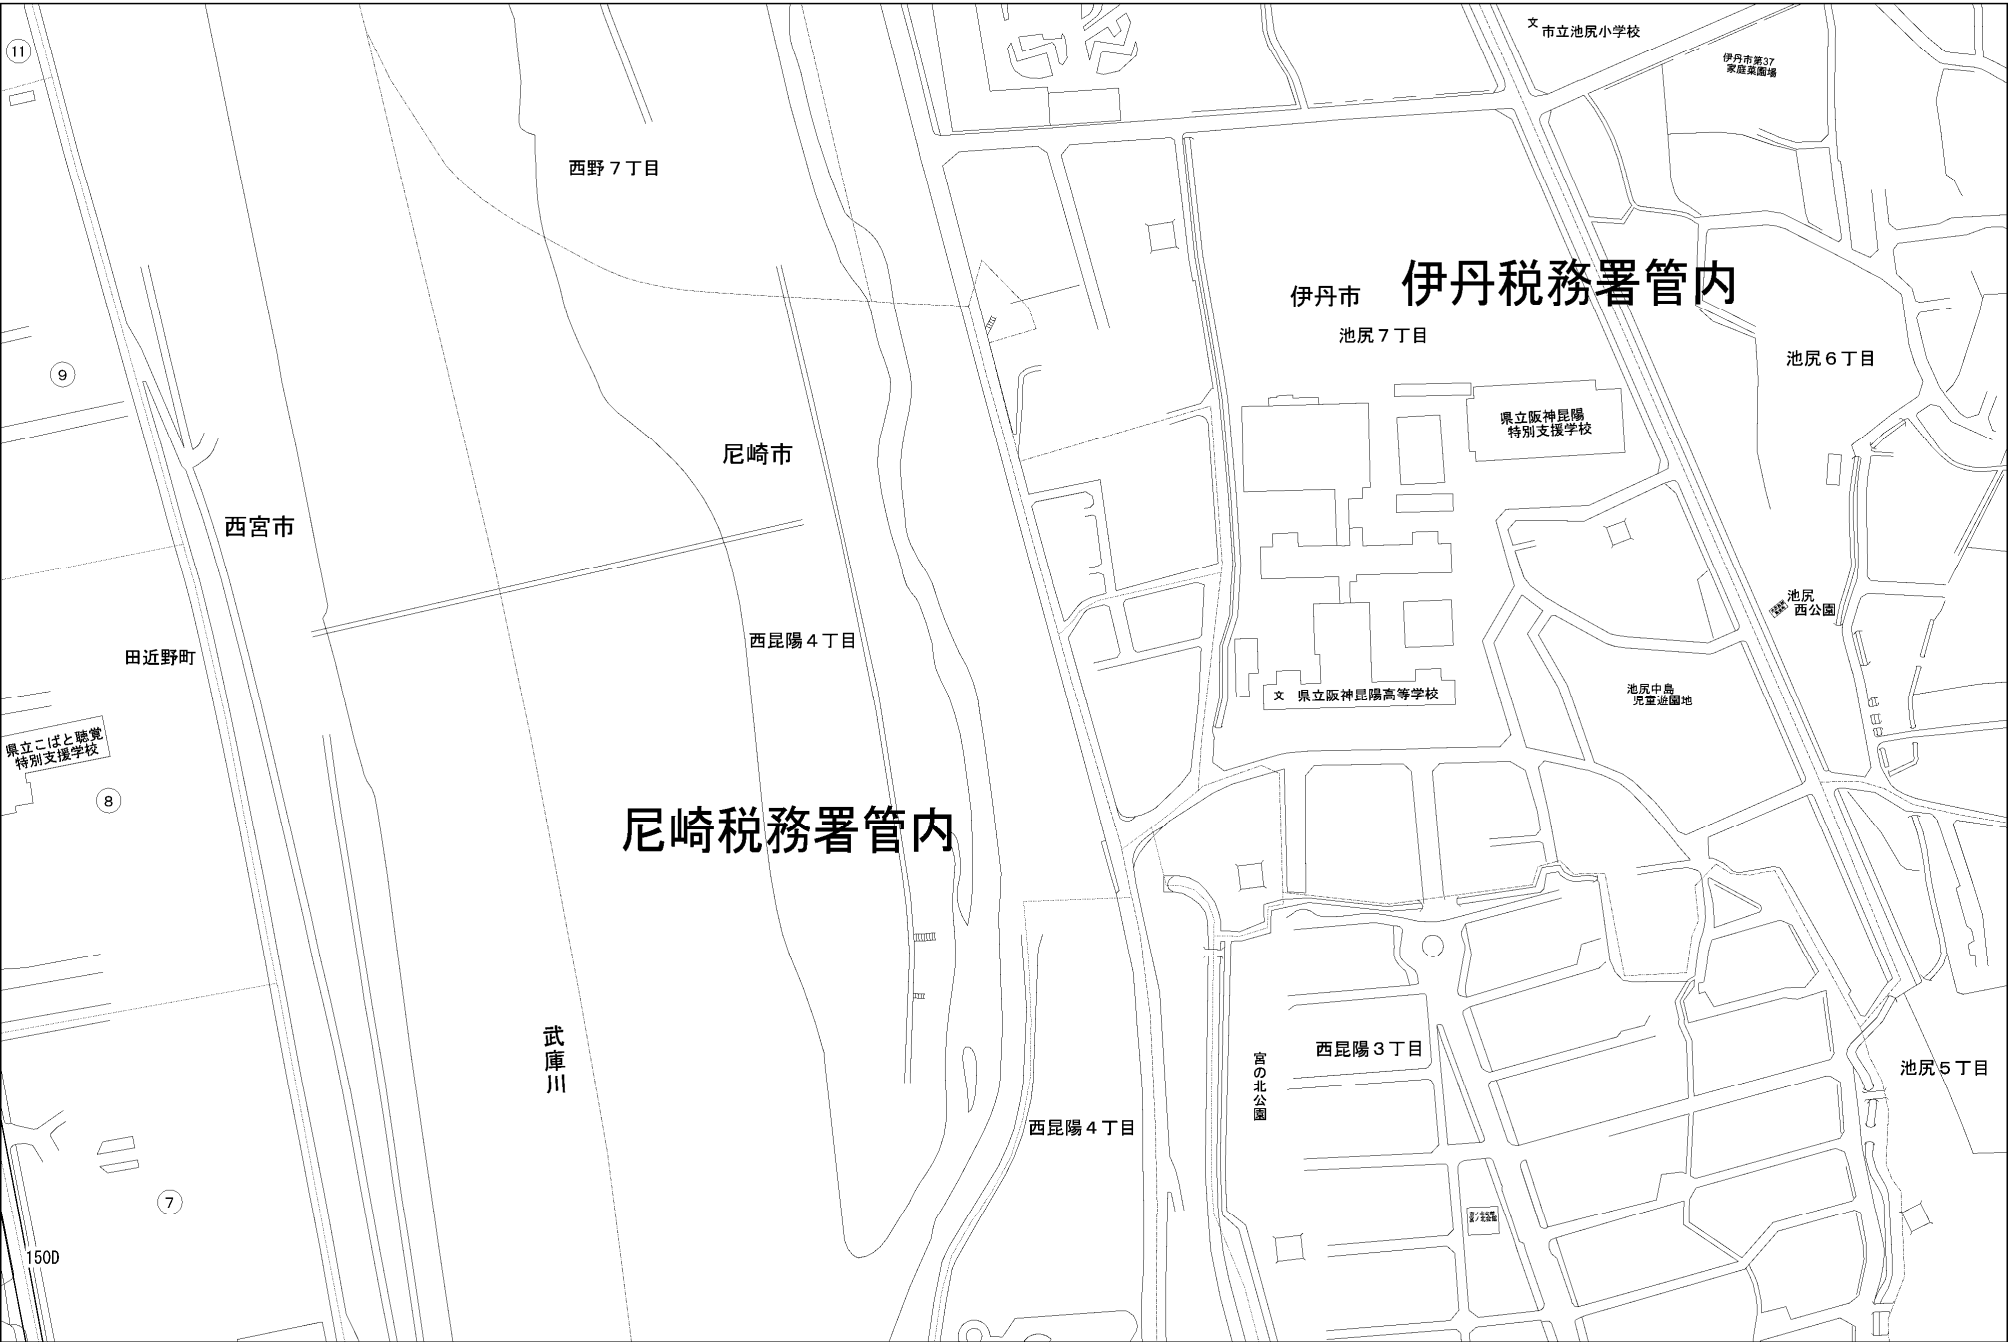 ⑪
文
市立池尻小学校
伊丹市第37
家庭菜園場
西野7丁目
伊丹市
伊丹税務署管内
池尻7丁目
池尻6丁目
⑨
県立阪神昆陽
特別支援学校
尼崎市
西宮市
池尻
西公園
西昆陽4丁目
田近野町
文 県立阪神昆陽高等学校
池尻中島
児童遊園地
県立こばと聴覚
特別支援学校
⑧
尼崎税務署管内
武庫川
西昆陽3丁目
宮の北公園
池尻5丁目
西昆陽4丁目
⑦
150D